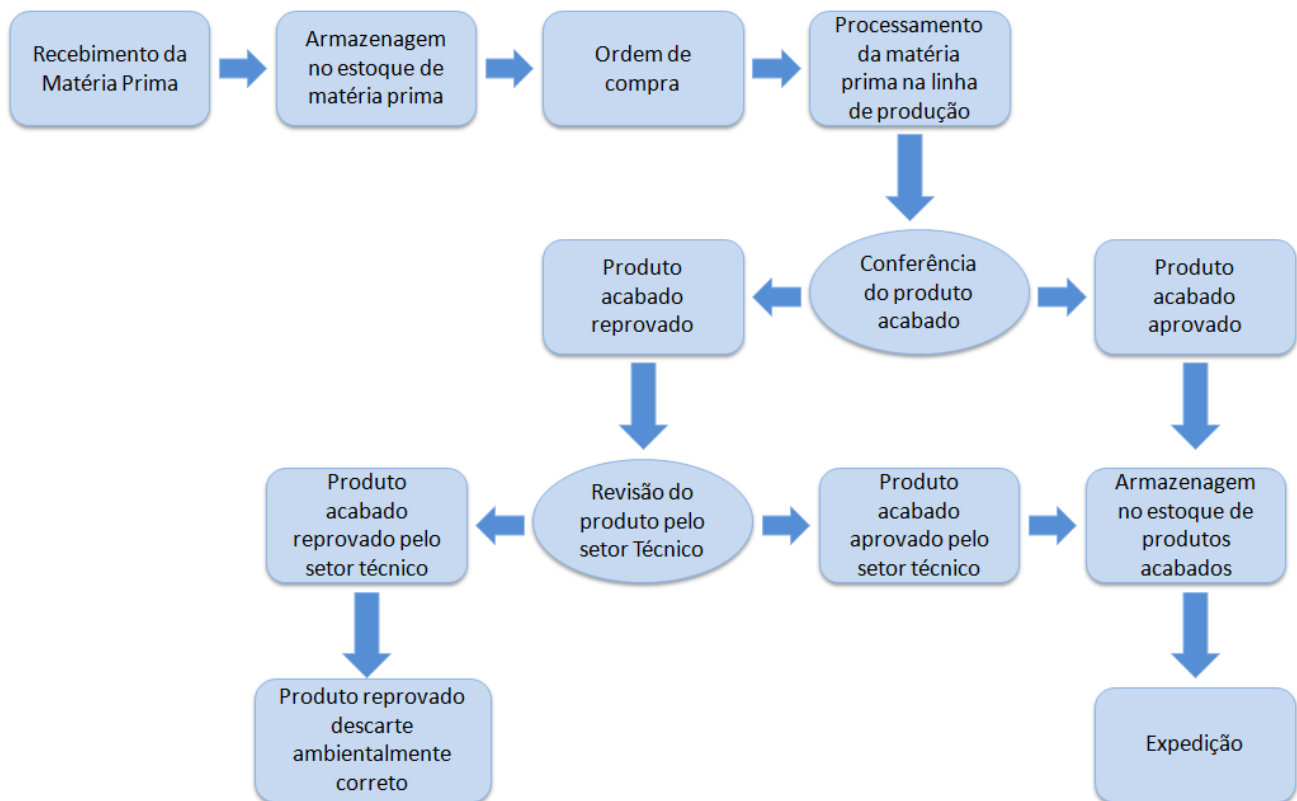 Recebimento da
Matéria Prima
Armazenagem
no estoque de
matéria prima
Ordem de
compra
Processamento
da matéria
prima na linha
de produção
Produto
acabado
reprovado
Conferência
do produto
acabado
Produto
acabado
aprovado
Produto
acabado
reprovado pelo
setor técnico
Revisão do
produto pelo
setor Técnico
Produto
acabado
aprovado pelo
setor técnico
Armazenagem
no estoque de
produtos
acabados
Produto reprovado
descarte
ambientalmente
correto
Expedição